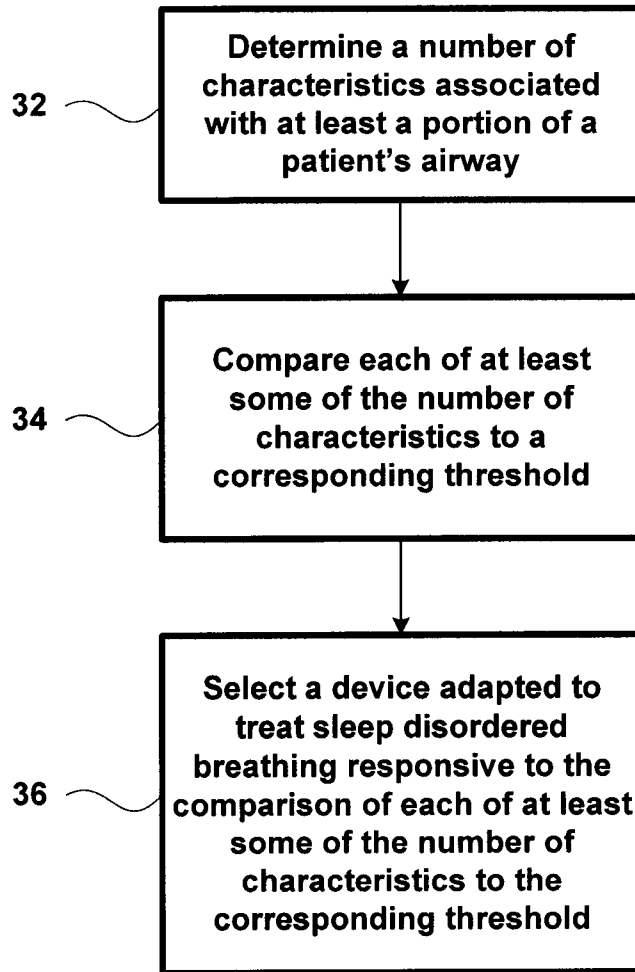 Determine a number of
characteristics associated
with at least a portion of a
patient's airway
32
Compare each of at least
some of the number of
characteristics to a
corresponding threshold
34
Select a device adapted to
treat sleep disordered
breathing responsive to the
comparison of each of at least
some of the number of
characteristics to the
corresponding threshold
36